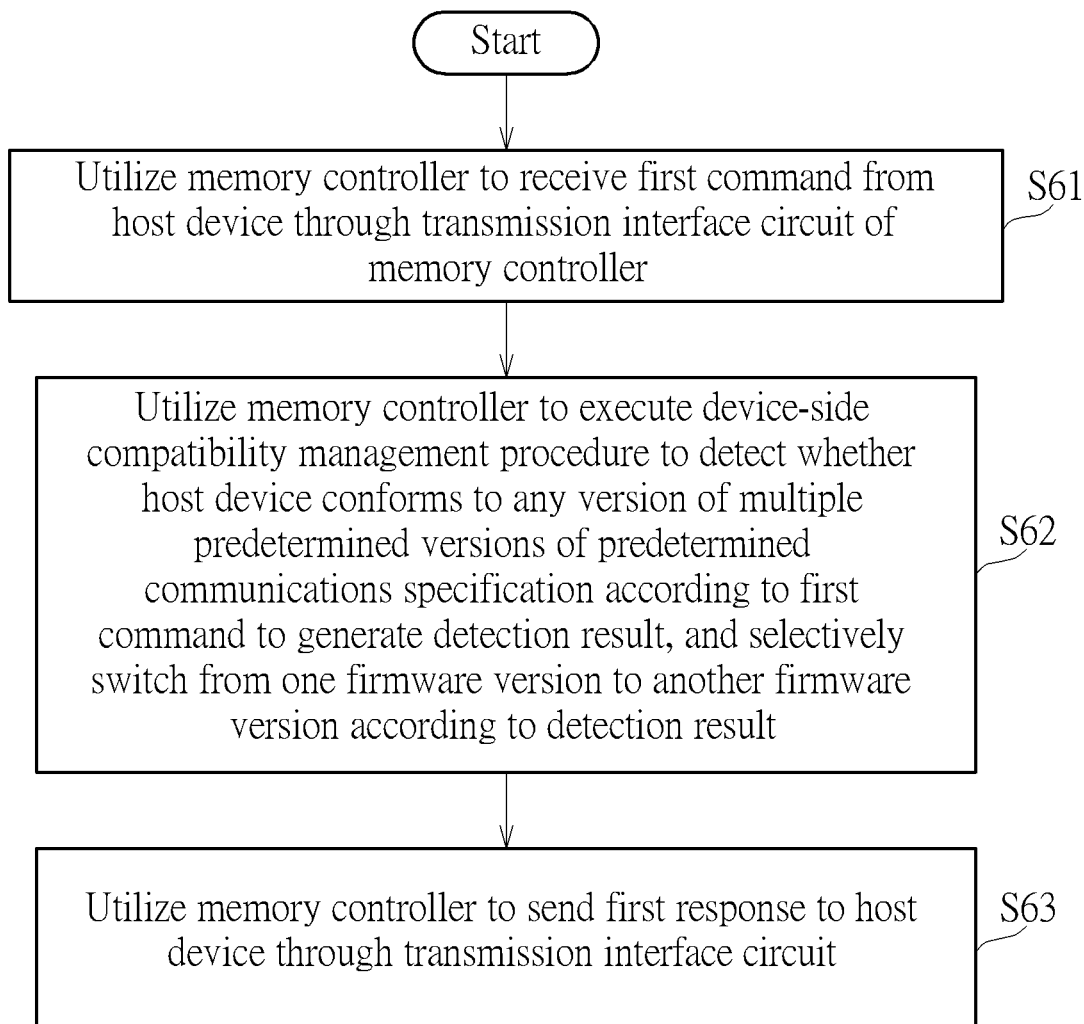 Start
Utilize memory controller to receive first command from
host device through transmission interface circuit of
memory controller
S61
Utilize memory controller to execute device-side
compatibility management procedure to detect whether
host device conforms to any version of multiple
predetermined versions of predetermined
communications specification according to first
command to generate detection result, and selectively
switch from one firmware version to another firmware
version according to detection result
S62
Utilize memory controller to send first response to host
device through transmission interface circuit
S63